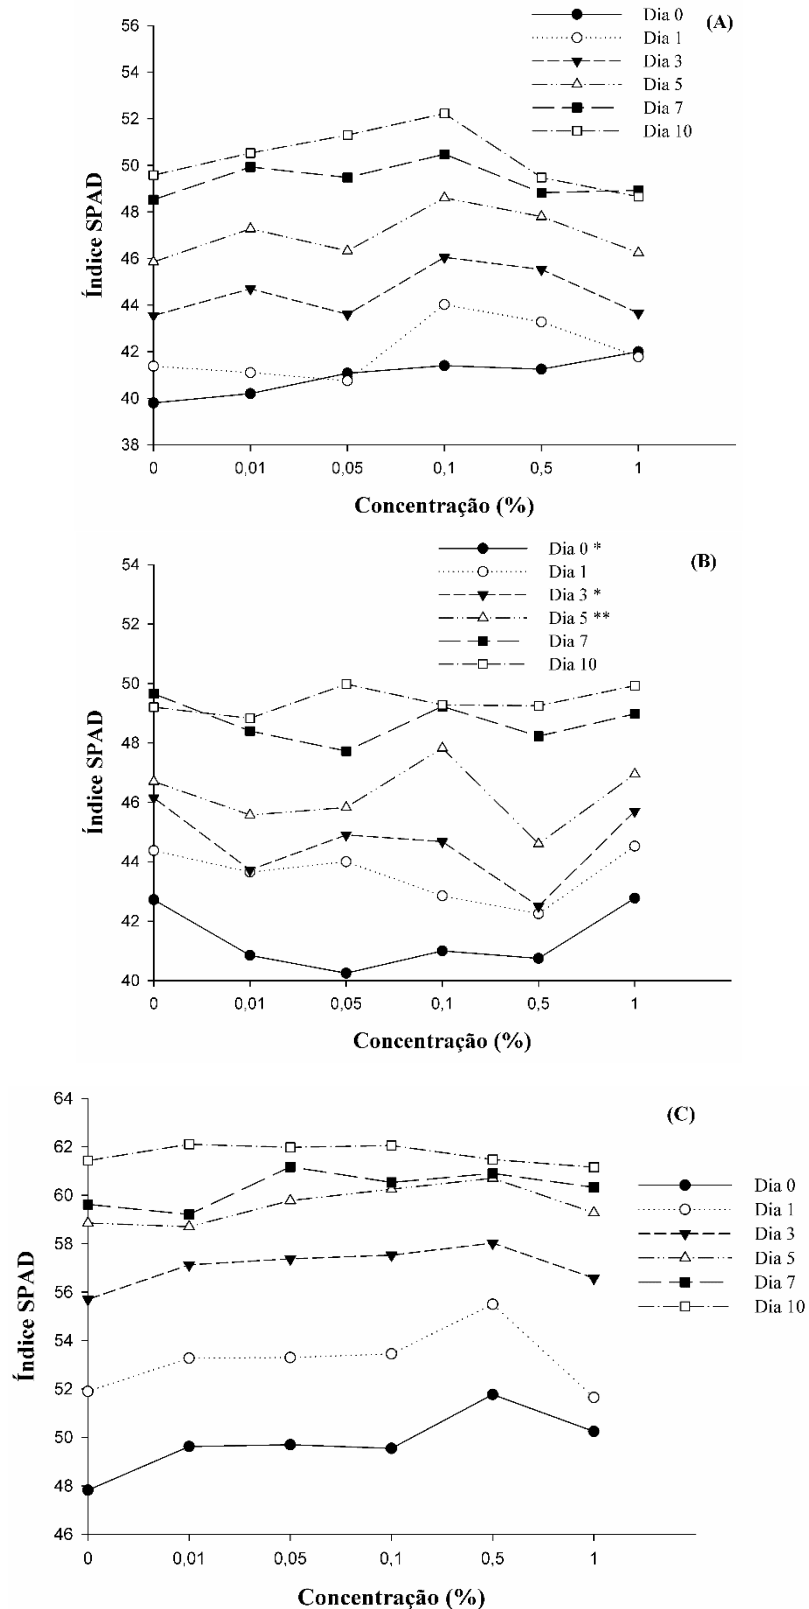 Dia 0
Dia 1
Dia 3
Dia 5
Dia 7
Dia 10
(A)
56
54
52
50
48
46
44
42
40
38
Índice SPAD
0 0,01 0,05 0,1 0,5 1
Concentração (%)
Dia 0 *
Dia 1
Dia 3 *
Dia 5 **
Dia 7
Dia 10
(B)
54
52
50
48
46
44
42
40
Índice SPAD
0 0,01 0,05 0,1 0,5 1
Concentração (%)
(C)
64
62
60
58
56
54
52
50
48
46
Índice SPAD
Dia 0
Dia 1
Dia 3
Dia 5
Dia 7
Dia 10
0 0,01 0,05 0,1 0,5 1
Concentração (%)